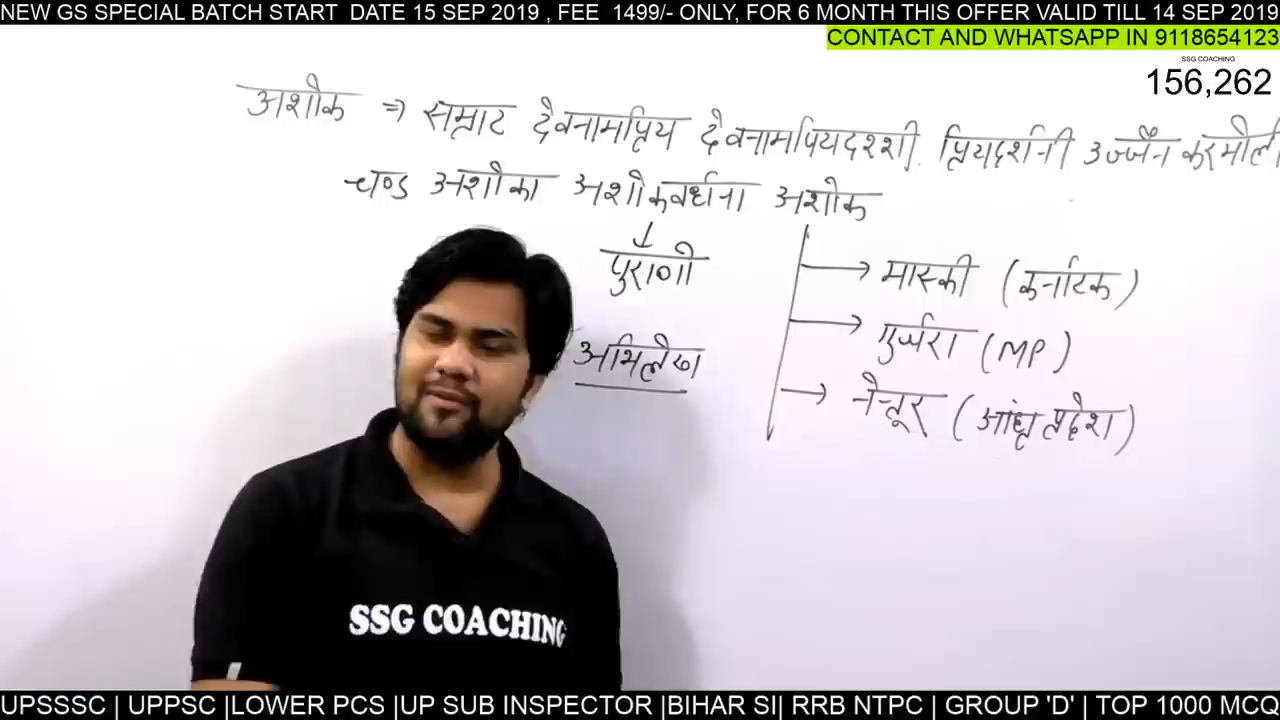 NEW GS SPECIAL BATCH START DATE 15 SEP 2019 , FEE 1499/- ONLY, FOR 6 MONTH THIS OFFER VALID TILL 14 SEP 2019
CONTACT AND WHATSAPP IN 9118654123
SSG COACHING
156,262
अशोक ⇒ सम्राट देवनामप्रिय देवनामपियदश्शी प्रियदर्शनी उज्जैन करमोली
चण्ड अशोका अशोकवर्धना अशोक
↓
पुराणो
→ मास्की (कर्नाटक)
→ गुर्जरा (MP)
अभिलेख
→ नेत्तूर (आंध्र प्रदेश)
SSG COACHING
UPSSSC | UPPSC |LOWER PCS |UP SUB INSPECTOR |BIHAR SI| RRB NTPC | GROUP 'D' | TOP 1000 MCQ